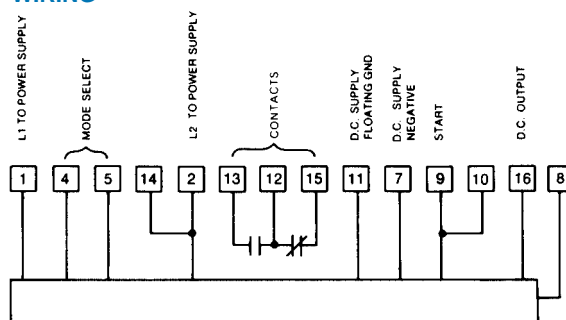 WIRING
L1 TO POWER SUPPLY
MODE SELECT
L2 TO POWER SUPPLY
CONTACTS
D.C. SUPPLY
FLOATING GND
D.C. SUPPLY
NEGATIVE
START
D.C. OUTPUT
1 4 5 14 2 13 12 15 11 7 9 10 16 8